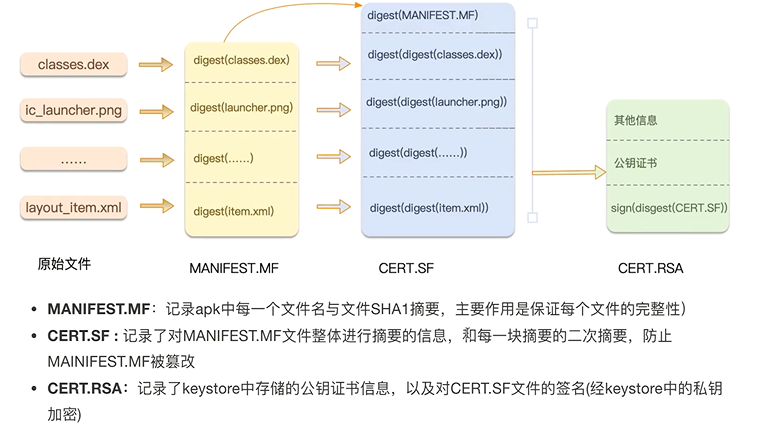 digest(MANIFEST.MF)
classes.dex
digest(classes.dex)
digest(digest(classes.dex))
ic_launcher.png
digest(launcher.png)
digest(digest(launcher.png))
其他信息
……
digest(……)
digest(digest(……))
公钥证书
layout_item.xml
digest(item.xml)
digest(digest(item.xml))
sign(disgest(CERT.SF))
原始文件
MANIFEST.MF
CERT.SF
CERT.RSA
• MANIFEST.MF：记录apk中每一个文件名与文件SHA1摘要，主要作用是保证每个文件的完整性）
• CERT.SF : 记录了对MANIFEST.MF文件整体进行摘要的信息，和每一块摘要的二次摘要，防止
MAINIFEST.MF被篡改
• CERT.RSA：记录了keystore中存储的公钥证书信息，以及对CERT.SF文件的签名(经keystore中的私钥
加密)